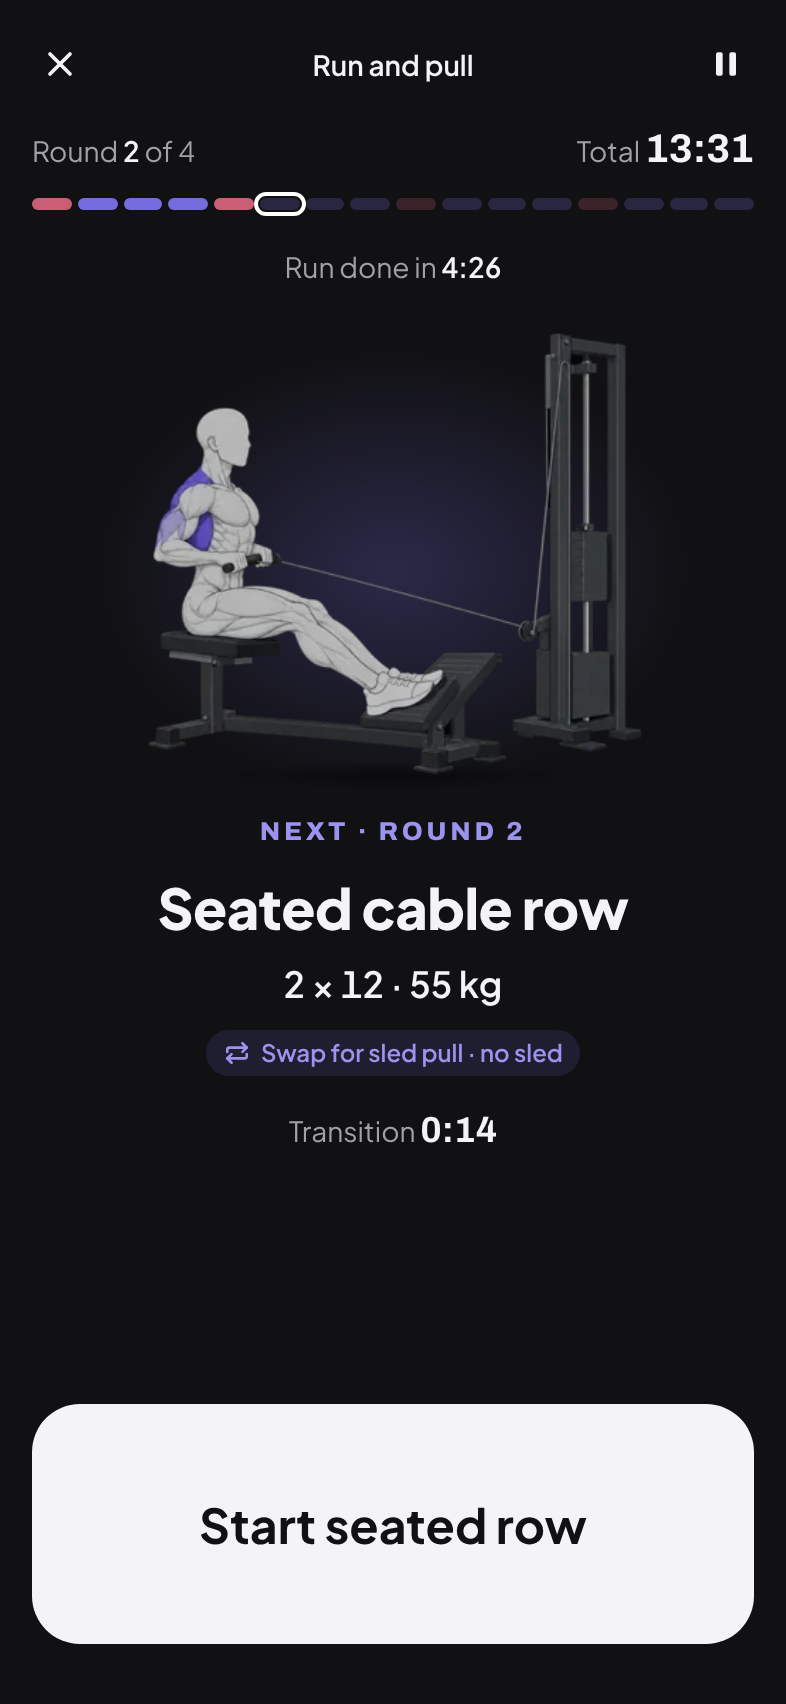 Run and pull
Round 2 of 4
Total 13:31
Run done in 4:26
NEXT · ROUND 2
Seated cable row
2 × 12 · 55 kg
Swap for sled pull · no sled
Transition 0:14
Start seated row